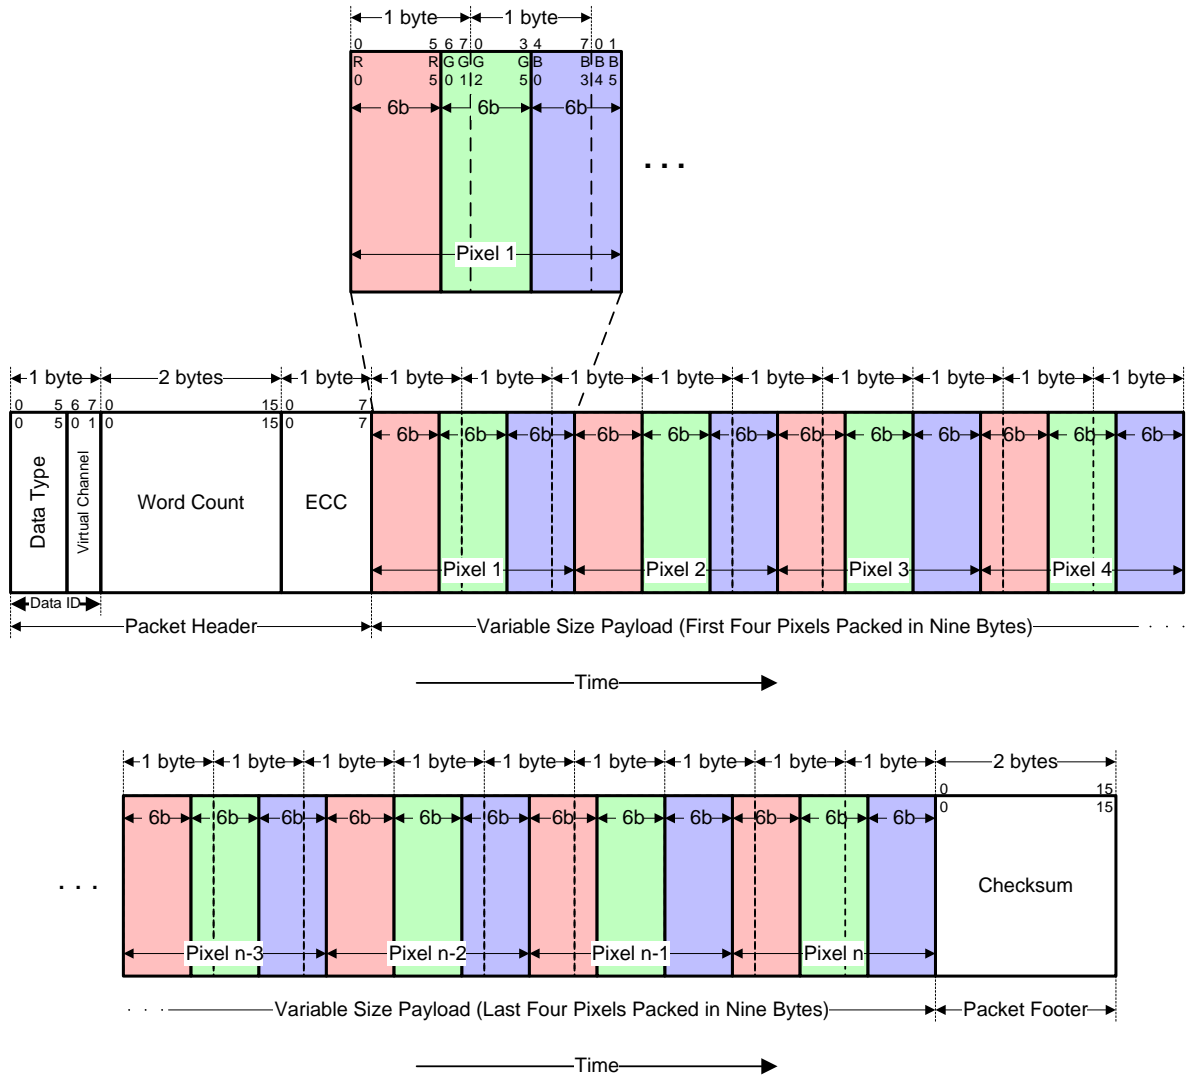 1 byte 1 byte
0 5 6 7 0 3 4 7 0 1
R R G G G G B B B B
0 5 0 1 2 5 0 3 4 5
6b 6b 6b
. . .
Pixel 1
1 byte 2 bytes 1 byte 1 byte 1 byte 1 byte 1 byte 1 byte 1 byte 1 byte 1 byte 1 byte
0 5 6 7 0 15 0 7
0 5 0 1 0 15 0 7
6b 6b 6b 6b 6b 6b 6b 6b 6b 6b 6b 6b
Data Type
Virtual Channel
Word Count
ECC
Pixel 1 Pixel 2 Pixel 3 Pixel 4
Data ID
Packet Header Variable Size Payload (First Four Pixels Packed in Nine Bytes) . . .
Time
1 byte 1 byte 1 byte 1 byte 1 byte 1 byte 1 byte 1 byte 1 byte 2 bytes
0 15
0 15
6b 6b 6b 6b 6b 6b 6b 6b 6b 6b 6b 6b
. . .
Checksum
Pixel n-3 Pixel n-2 Pixel n-1 Pixel n
. . . Variable Size Payload (Last Four Pixels Packed in Nine Bytes) Packet Footer
Time